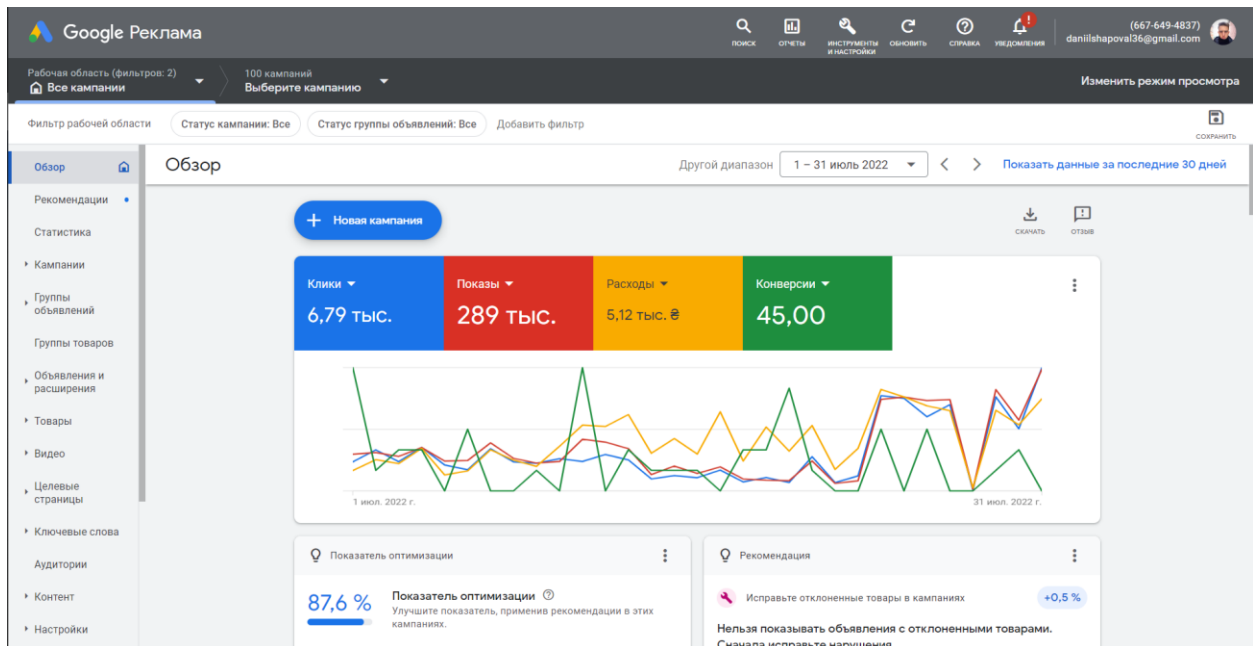 Google Реклама
ПОИСК
ОТЧЕТЫ
ИНСТРУМЕНТЫ
И НАСТРОЙКИ
ОБНОВИТЬ
СПРАВКА
!
УВЕДОМЛЕНИЯ
(667-649-4837)
daniilshapoval36@gmail.com
Рабочая область (фильтров: 2)
Все кампании
100 кампаний
Выберите кампанию
Изменить режим просмотра
Фильтр рабочей области
Статус кампании: Все
Статус группы объявлений: Все
Добавить фильтр
СОХРАНИТЬ
Обзор
Рекомендации
Статистика
Кампании
Группы
объявлений
Группы товаров
Объявления и
расширения
Товары
Видео
Целевые
страницы
Ключевые слова
Аудитории
Контент
Настройки
Обзор
Другой диапазон
1 – 31 июль 2022
Показать данные за последние 30 дней
+ Новая кампания
СКАЧАТЬ
ОТЗЫВ
Клики
6,79 тыс.
Показы
289 тыс.
Расходы
5,12 тыс. ₴
Конверсии
45,00
1 июл. 2022 г.
31 июл. 2022 г.
Показатель оптимизации
87,6 %
Показатель оптимизации
Улучшите показатель, применив рекомендации в этих
кампаниях.
Рекомендация
Исправьте отклоненные товары в кампаниях
+0,5 %
Нельзя показывать объявления с отклоненными товарами.
Сначала исправьте нарушения